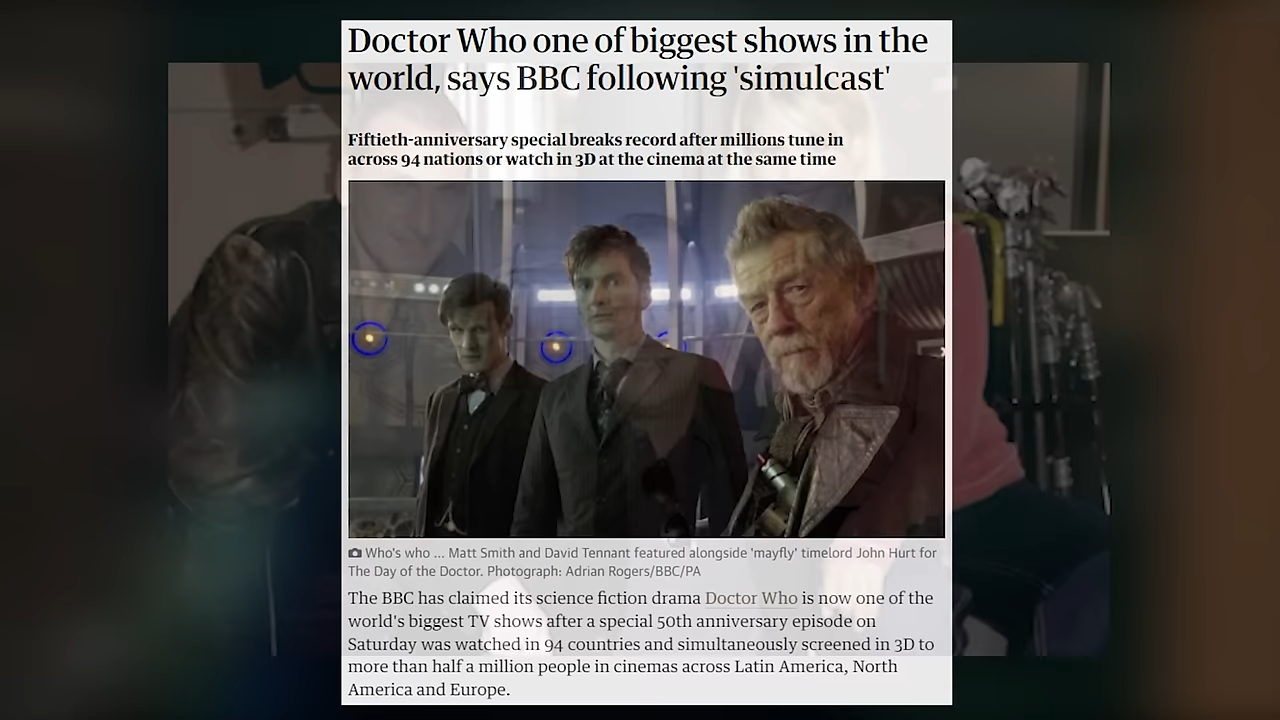 Doctor Who one of biggest shows in the
world, says BBC following 'simulcast'
Fiftieth-anniversary special breaks record after millions tune in
across 94 nations or watch in 3D at the cinema at the same time
Who's who ... Matt Smith and David Tennant featured alongside 'mayfly' timelord John Hurt for
The Day of the Doctor. Photograph: Adrian Rogers/BBC/PA
The BBC has claimed its science fiction drama Doctor Who is now one of the
world's biggest TV shows after a special 50th anniversary episode on
Saturday was watched in 94 countries and simultaneously screened in 3D to
more than half a million people in cinemas across Latin America, North
America and Europe.